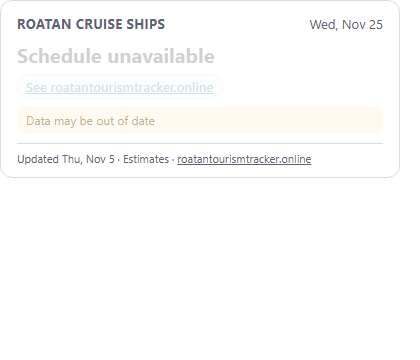 ROATAN CRUISE SHIPS
Wed, Nov 25
Schedule unavailable
See roatantourismtracker.online
Data may be out of date
Updated Thu, Nov 5 · Estimates · roatantourismtracker.online